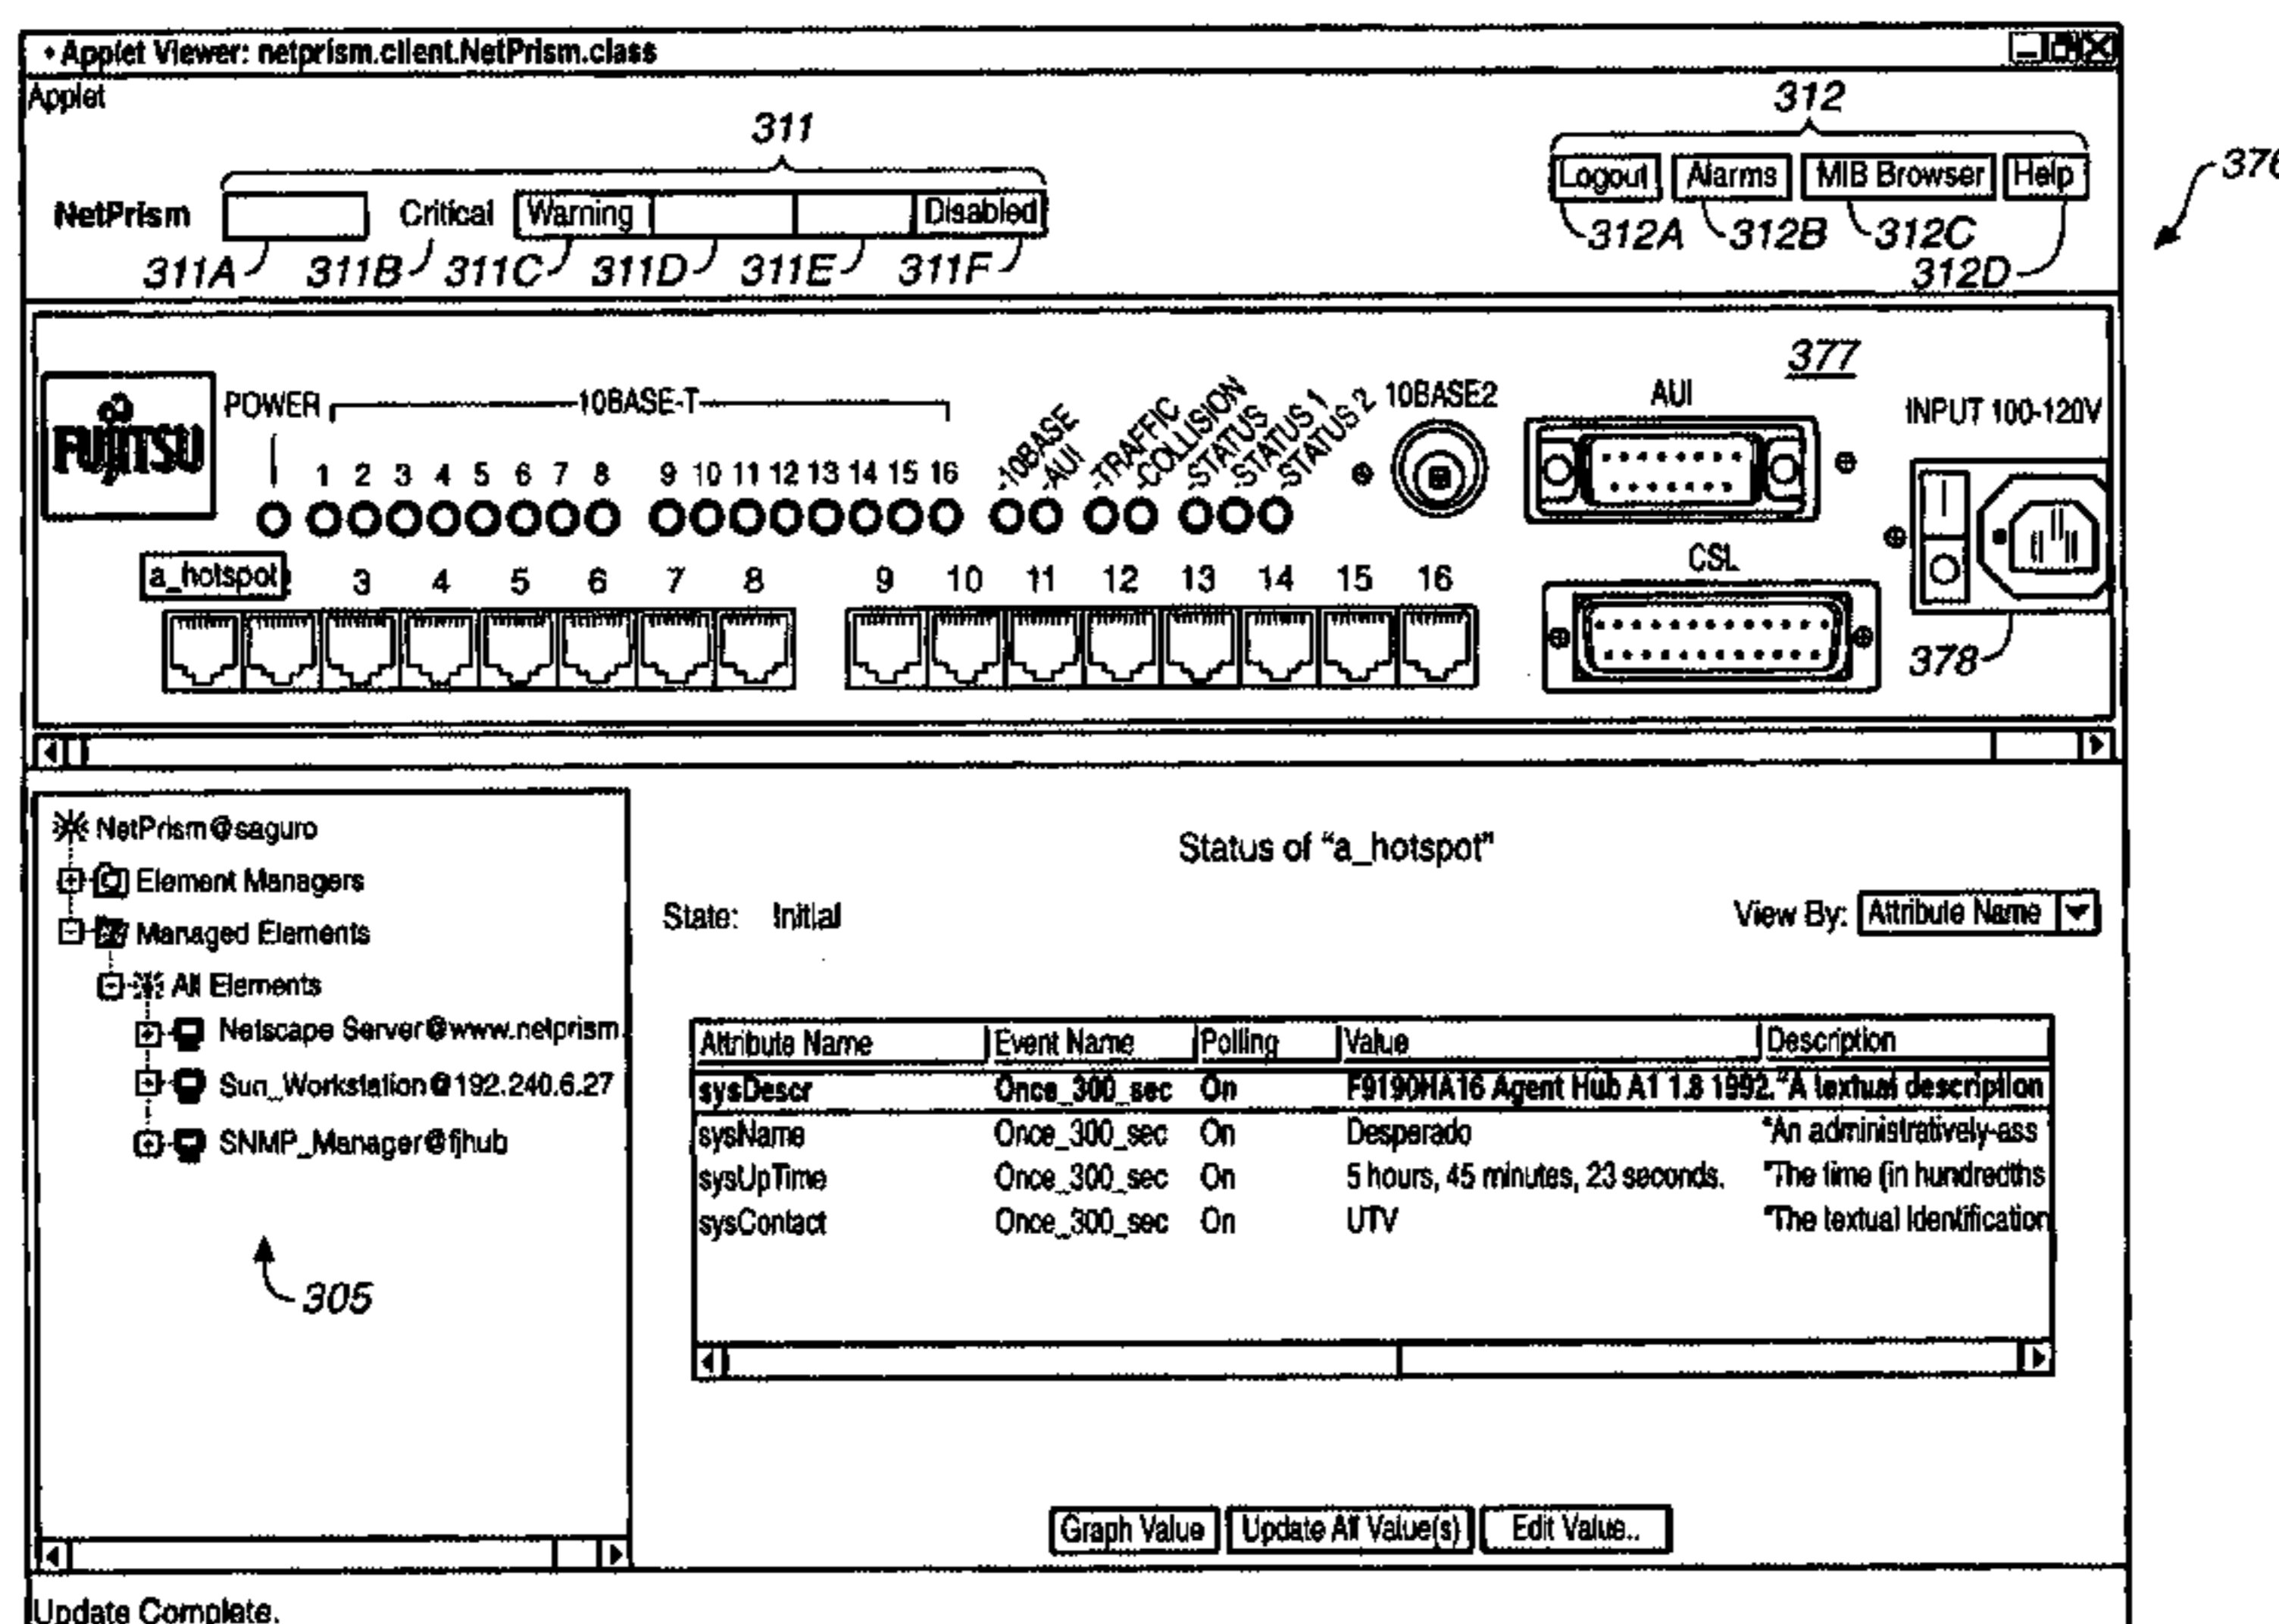 • Applet Viewer: netprism.client.NetPrism.class
Applet
311
312
376
NetPrism Critical Warning Disabled
Logout Alarms MIB Browser Help
311A 311B 311C 311D 311E 311F
312A 312B 312C
312D
377
FUJITSU
POWER 10BASE-T
10BASE AUI TRAFFIC COLLISION STATUS STATUS 1 STATUS 2
10BASE2
AUI
INPUT 100-120V
1 2 3 4 5 6 7 8 9 10 11 12 13 14 15 16
CSL
a_hotspot 3 4 5 6 7 8 9 10 11 12 13 14 15 16
378
NetPrism@saguro
Element Managers
Managed Elements
All Elements
Netscape Server@www.netprism.
Sun_Workstation@192.240.6.27
SNMP_Manager@fjhub
305
Status of “a_hotspot”
State: Initial
View By: Attribute Name
Attribute Name Event Name Polling Value Description
sysDescr Once_300_sec On F9190HA16 Agent Hub A1 1.8 1992. "A textual description
sysName Once_300_sec On Desperado "An administratively-ass
sysUpTime Once_300_sec On 5 hours, 45 minutes, 23 seconds. "The time (in hundredths
sysContact Once_300_sec On UTV "The textual identification
Graph Value Update All Value(s) Edit Value..
Update Complete.